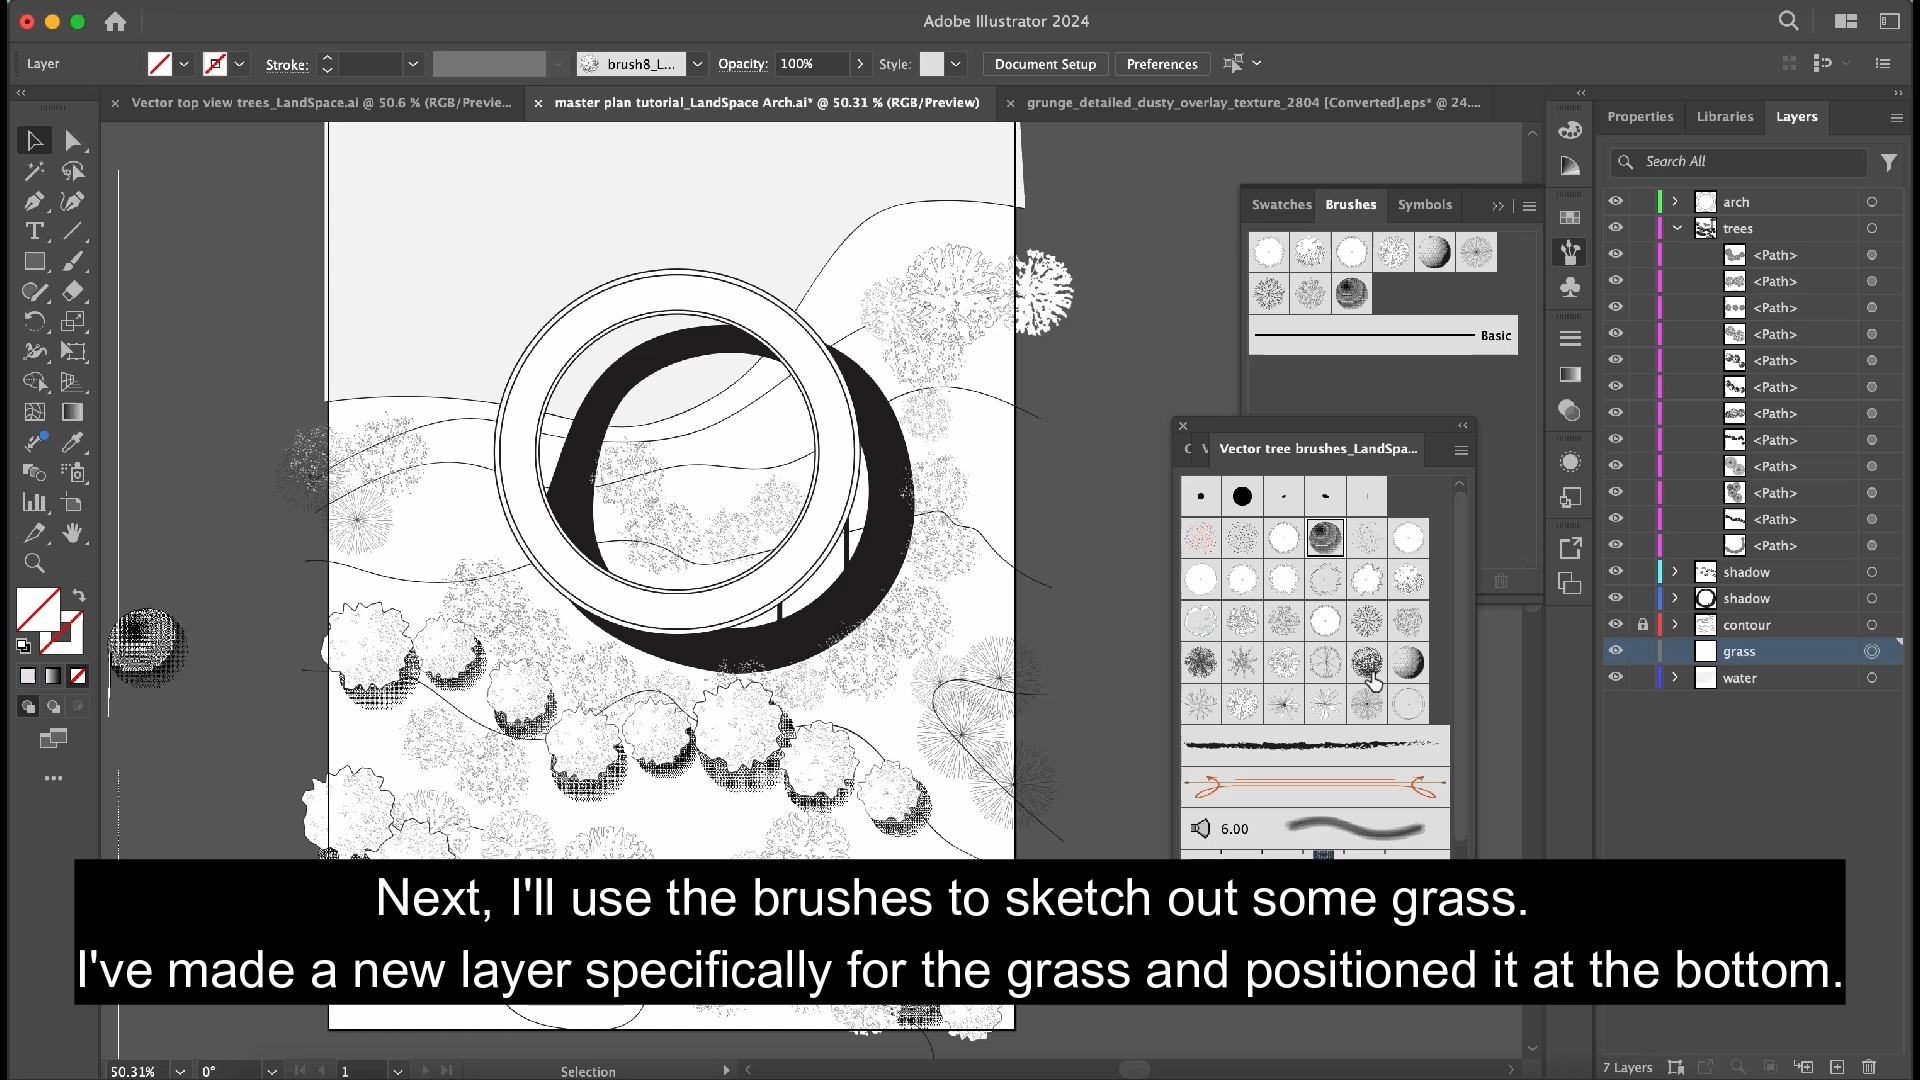 Adobe Illustrator 2024
Layer
Stroke:
brush8_L...
Opacity:
100%
Style:
Document Setup
Preferences
Vector top view trees_LandSpace.ai @ 50.6 % (RGB/Previe...
master plan tutorial_LandSpace Arch.ai* @ 50.31 % (RGB/Preview)
grunge_detailed_dusty_overlay_texture_2804 [Converted].eps* @ 24....
Properties
Libraries
Layers
Search All
Swatches
Brushes
Symbols
Basic
Vector tree brushes_LandSpa...
6.00
arch
trees
<Path>
<Path>
<Path>
<Path>
<Path>
<Path>
<Path>
<Path>
<Path>
<Path>
<Path>
<Path>
shadow
shadow
contour
grass
water
Next, I'll use the brushes to sketch out some grass.
I've made a new layer specifically for the grass and positioned it at the bottom.
50.31%
0°
1
Selection
7 Layers